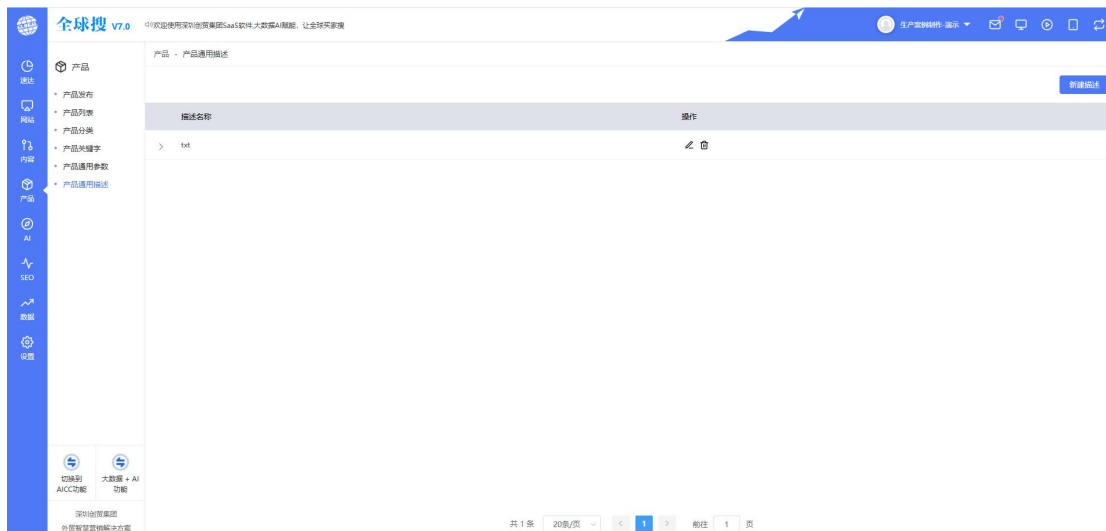 全球搜 V7.0
欢迎使用深圳创贸集团SaaS软件,大数据AI赋能，让全球买家搜
生产案例制作-演示
速达
网站
内容
产品
AI
SEO
数据
设置
产品
产品发布
产品列表
产品分类
产品关键字
产品通用参数
产品通用描述
切换到
AICC功能
大数据 + AI
功能
深圳创贸集团
外贸智慧营销解决方案
产品 - 产品通用描述
新建描述
描述名称 操作
txt
共 1 条 20条/页 1 前往 1 页